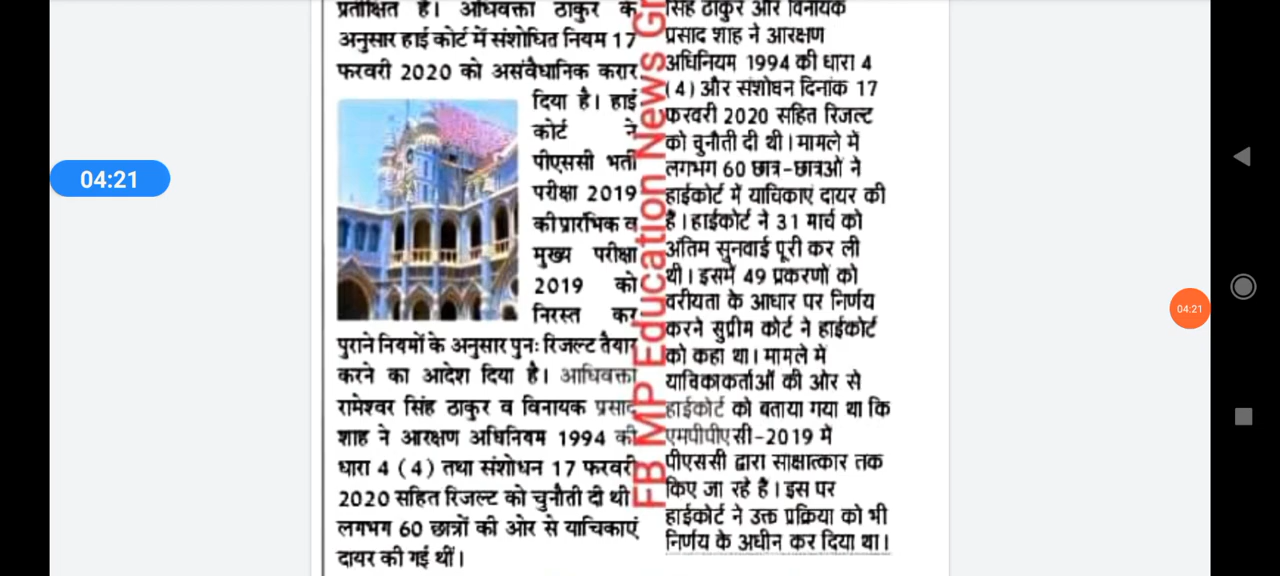 04:21
प्रतीक्षित है। अधिवक्ता ठाकुर के
अनुसार हाई कोर्ट में संशोधित नियम 17
फरवरी 2020 को असंवैधानिक करार
दिया है। हाई
कोर्ट ने
पीएससी भर्ती
परीक्षा 2019
की प्रारंभिक व
मुख्य परीक्षा
2019 को
निरस्त कर
पुराने नियमों के अनुसार पुनः रिजल्ट तैयार
करने का आदेश दिया है। आधिवक्ता
रामेश्वर सिंह ठाकुर व विनायक प्रसाद
शाह ने आरक्षण अधिनियम 1994 की
धारा 4 (4) तथा संशोधन 17 फरवरी
2020 सहित रिजल्ट को चुनौती दी थी
लगभग 60 छात्रों की ओर से याचिकाएं
दायर की गई थीं।
FB MP Education News Gr
सिंह ठाकुर और विनायक
प्रसाद शाह ने आरक्षण
अधिनियम 1994 की धारा 4
(4) और संशोधन दिनांक 17
फरवरी 2020 सहित रिजल्ट
को चुनौती दी थी। मामले में
लगभग 60 छात्र-छात्रओं ने
हाईकोर्ट में याचिकाएं दायर की
है। हाईकोर्ट ने 31 मार्च को
अंतिम सुनवाई पूरी कर ली
थी। इसमें 49 प्रकरणों को
वरीयता के आधार पर निर्णय
करने सुप्रीम कोर्ट ने हाईकोर्ट
को कहा था। मामले में
याचिकाकर्ताओं की ओर से
हाईकोर्ट को बताया गया था कि
एमपीपीएसी-2019 में
पीएससी द्वारा साक्षात्कार तक
किए जा रहे है। इस पर
हाईकोर्ट ने उक्त प्रक्रिया को भी
निर्णय के अधीन कर दिया था।
04:21